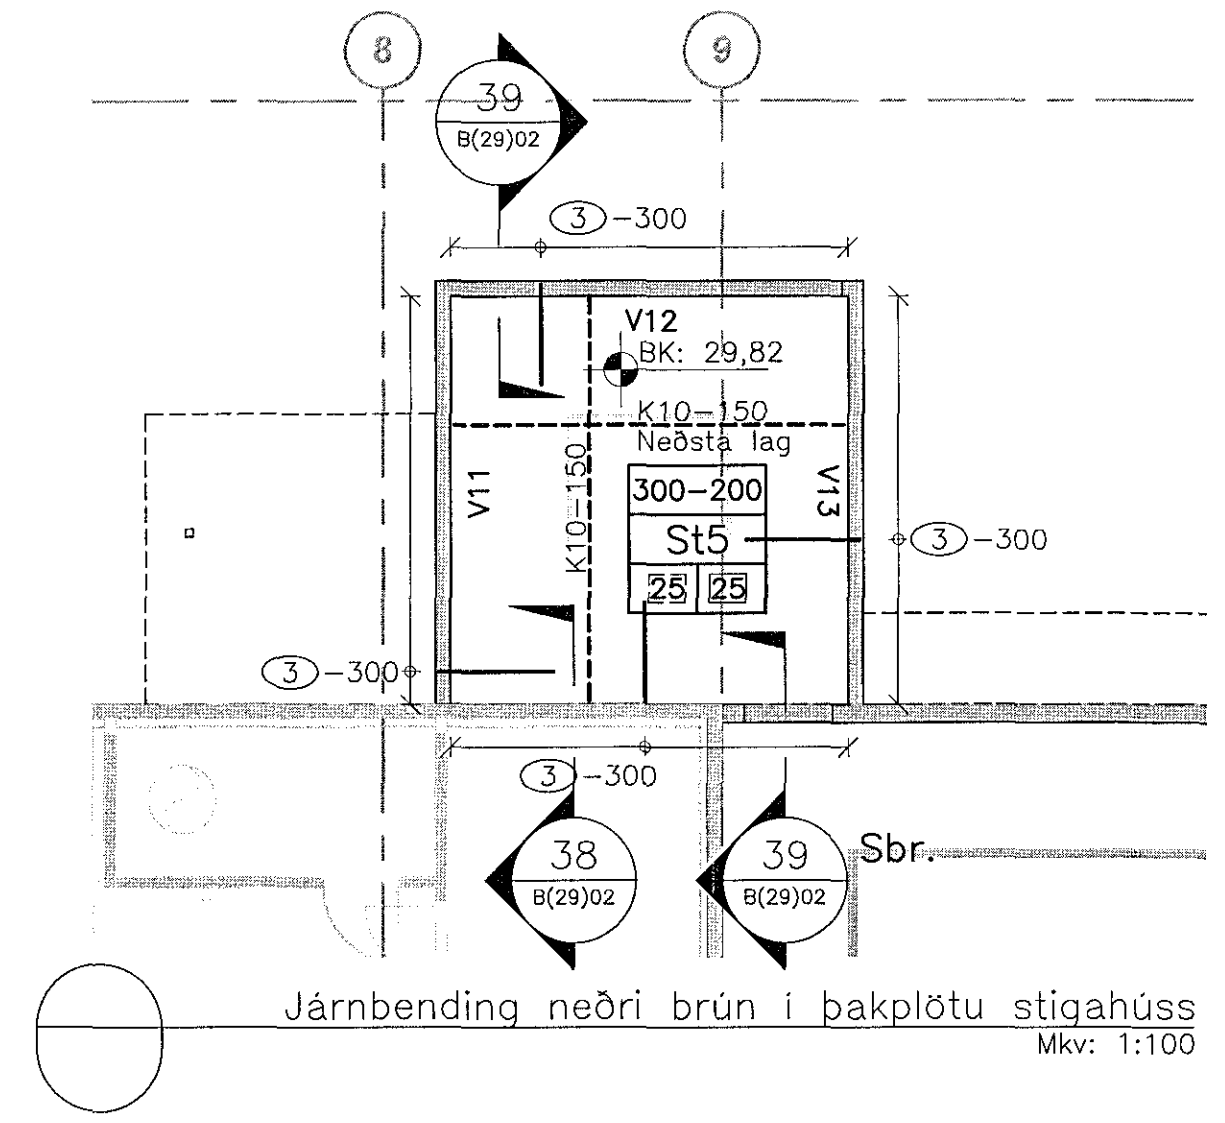 8
9
39
B(29)02
3 -300
V12
BK: 29,82
K10-150
Neðsta lag
V11
K10-150
V13
300-200
St5
25 25
3 -300
3 -300
3 -300
38
B(29)02
39
B(29)02
Sbr.
Járnbending neðri brún í þakplötu stigahúss
Mkv: 1:100